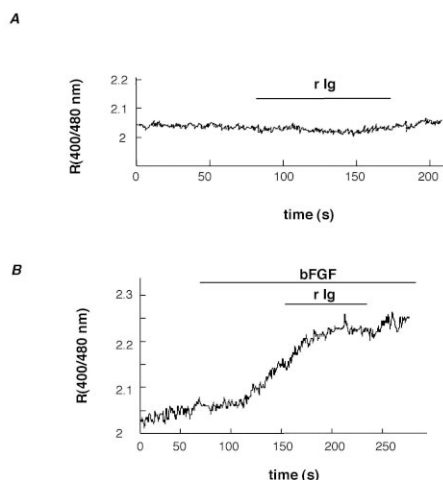 A
r Ig
2.2
2.1
2
R(400/480 nm)
0 50 100 150 200
time (s)
B
bFGF
r Ig
2.3
2.2
2.1
2
R(400/480 nm)
0 50 100 150 200 250
time (s)